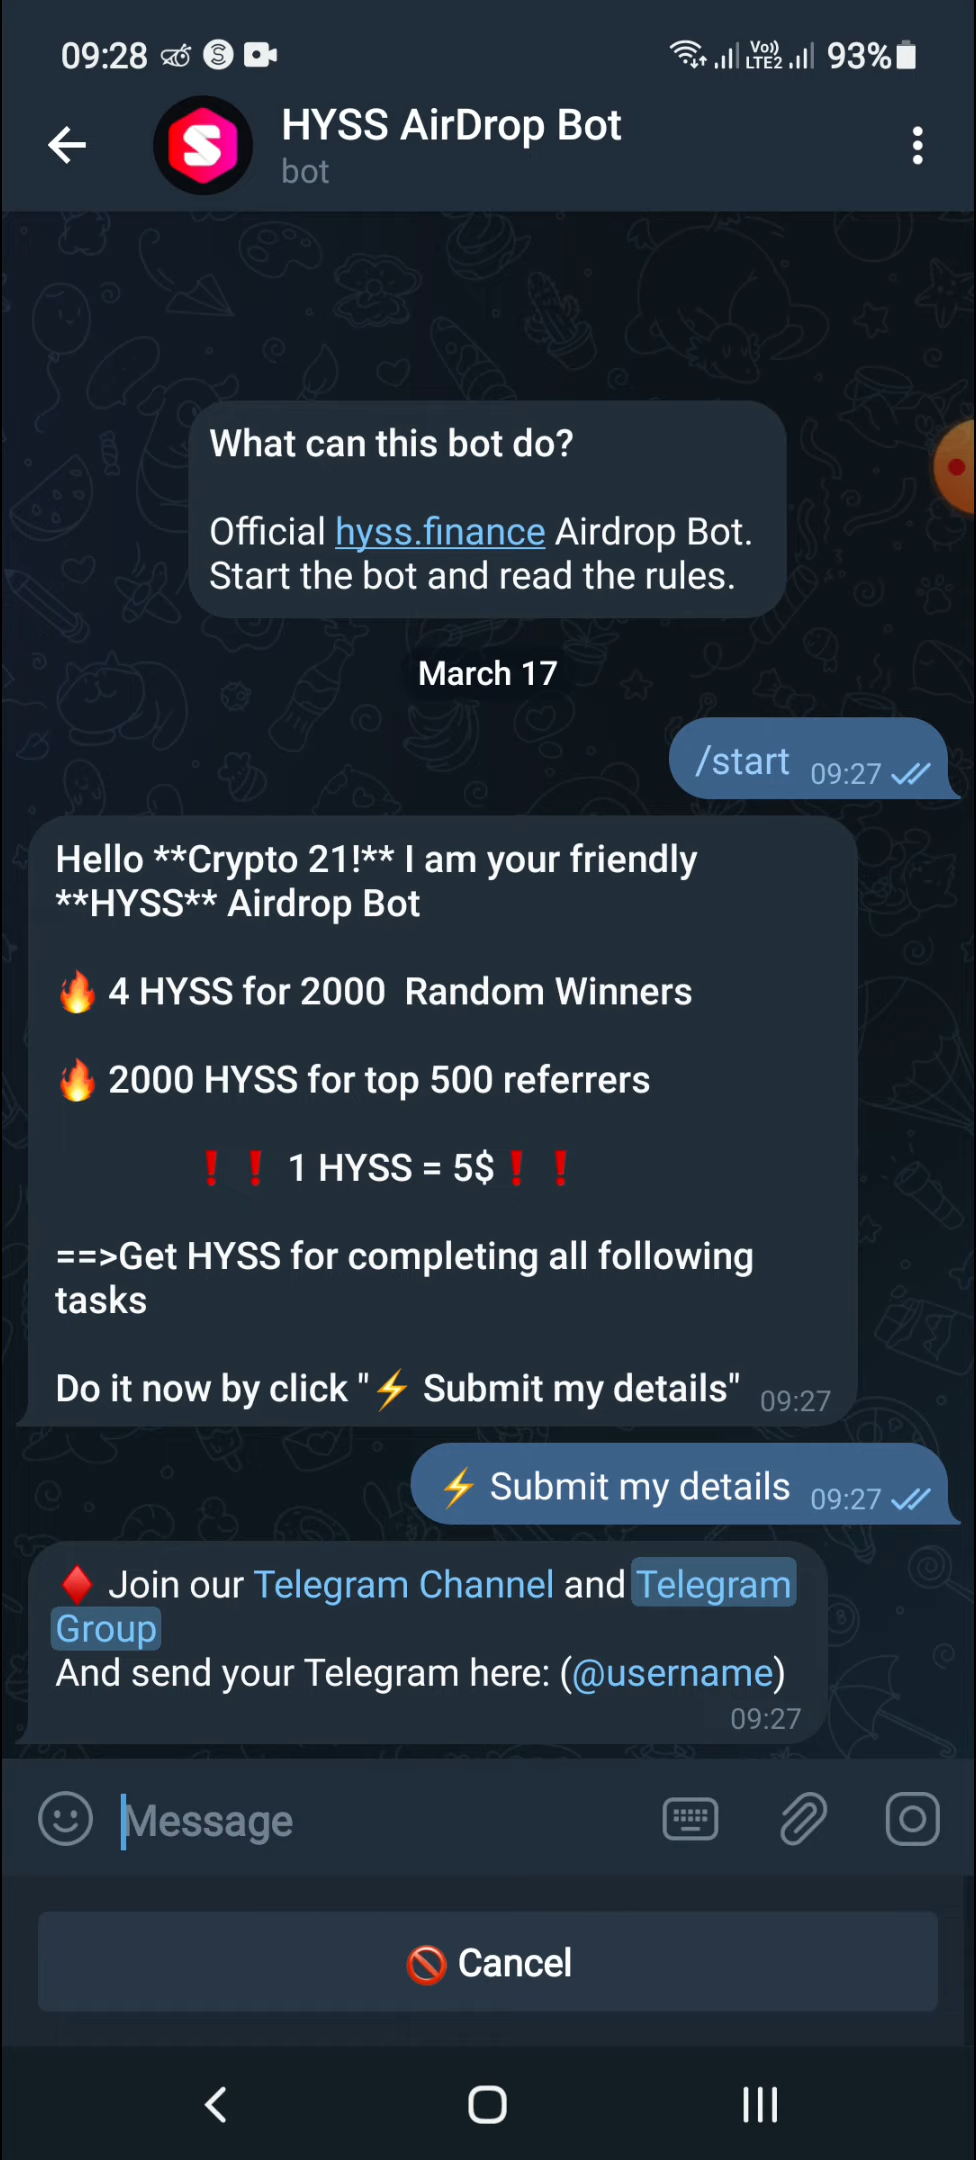 09:28 Vo)) LTE2 93%
HYSS AirDrop Bot
bot
What can this bot do?
Official hyss.finance Airdrop Bot.
Start the bot and read the rules.
March 17
/start 09:27
Hello **Crypto 21!** I am your friendly
**HYSS** Airdrop Bot
🔥 4 HYSS for 2000 Random Winners
🔥 2000 HYSS for top 500 referrers
❗❗ 1 HYSS = 5$❗❗
==>Get HYSS for completing all following
tasks
Do it now by click "⚡ Submit my details" 09:27
⚡ Submit my details 09:27
♦️ Join our Telegram Channel and Telegram
Group
And send your Telegram here: (@username)
09:27
Message
🚫 Cancel